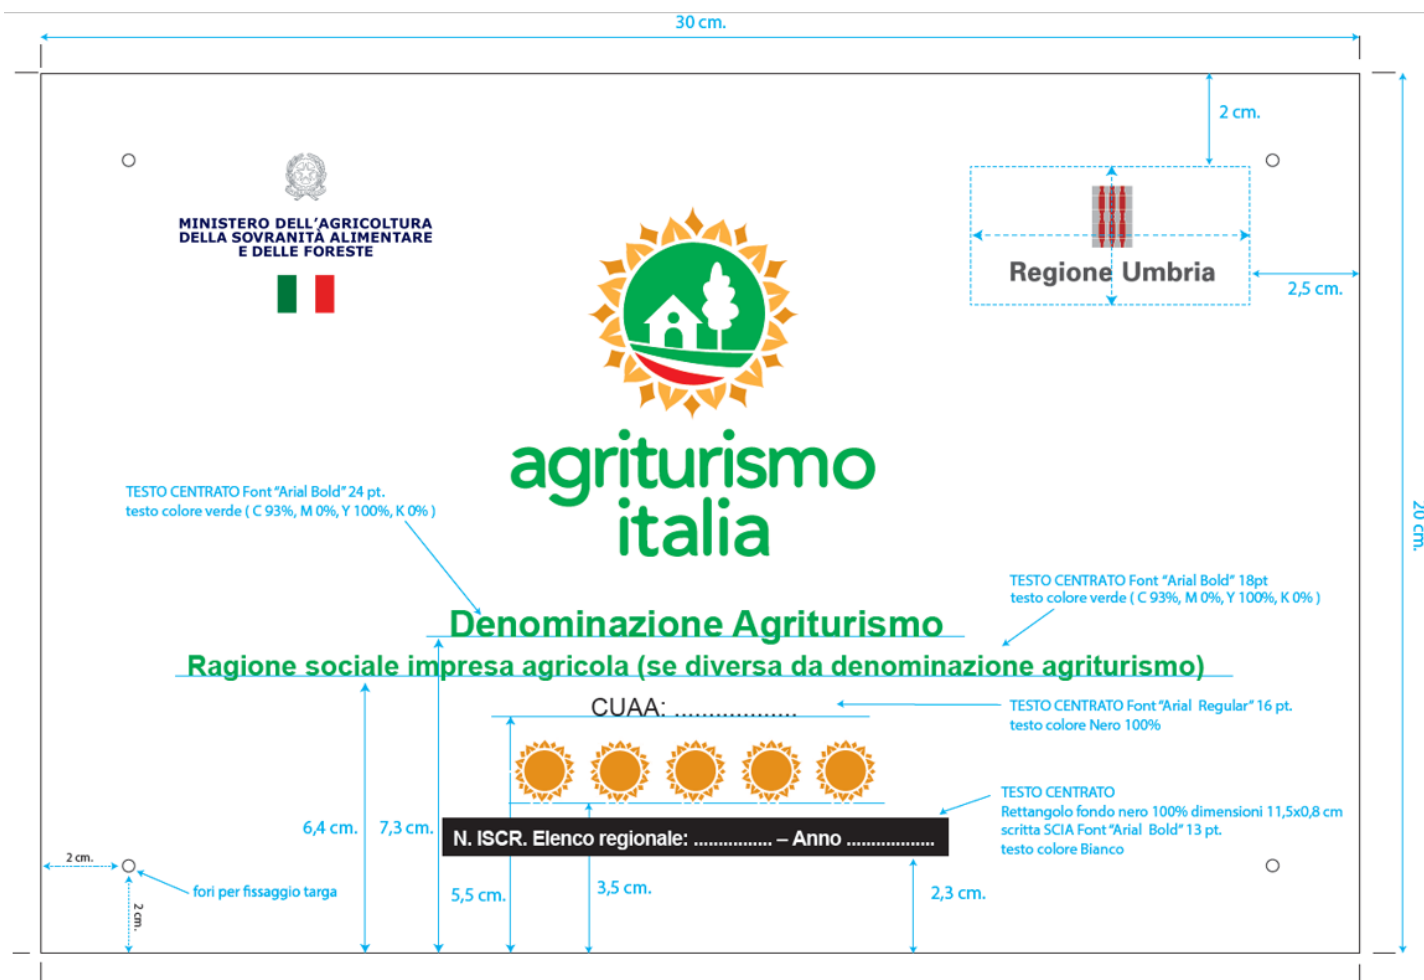 30 cm.
2 cm.
MINISTERO DELL'AGRICOLTURA
DELLA SOVRANITÀ ALIMENTARE
E DELLE FORESTE
Regione Umbria
2,5 cm.
agriturismo
italia
TESTO CENTRATO Font "Arial Bold" 24 pt.
testo colore verde ( C 93%, M 0%, Y 100%, K 0% )
20 cm.
TESTO CENTRATO Font "Arial Bold" 18pt
testo colore verde ( C 93%, M 0%, Y 100%, K 0% )
Denominazione Agriturismo
Ragione sociale impresa agricola (se diversa da denominazione agriturismo)
CUAA: ..................
TESTO CENTRATO Font "Arial Regular" 16 pt.
testo colore Nero 100%
TESTO CENTRATO
Rettangolo fondo nero 100% dimensioni 11,5x0,8 cm
scritta SCIA Font "Arial Bold" 13 pt.
testo colore Bianco
6,4 cm.
7,3 cm.
N. ISCR. Elenco regionale: ................ – Anno ..................
2 cm.
fori per fissaggio targa
5,5 cm.
3,5 cm.
2,3 cm.
2 cm.